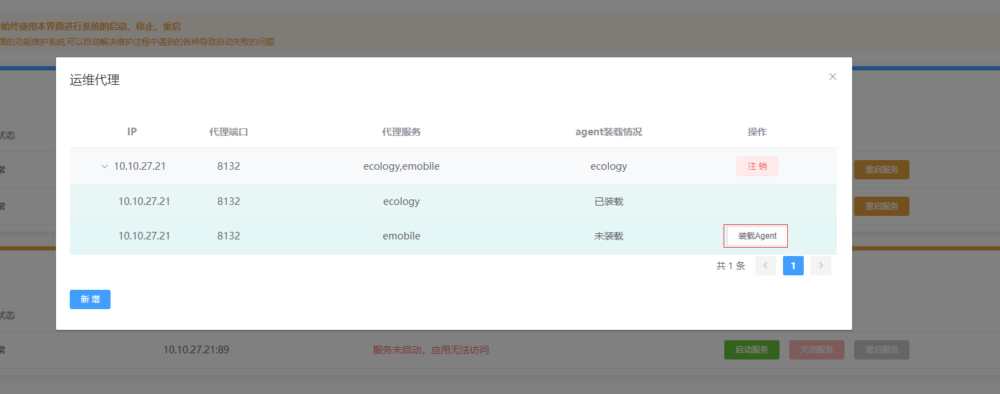 始终使用本界面进行系统的启动、停止、重启
面的功能维护系统,可以自动解决维护过程中遇到的各种导致启动失败的问题
运维代理
IP 代理端口 代理服务 agent装载情况 操作
状态
10.10.27.21 8132 ecology,emobile ecology 注 销
常 重启服务
10.10.27.21 8132 ecology 已装载
常 重启服务
10.10.27.21 8132 emobile 未装载 装载Agent
共 1 条 1
新 增
状态
常 10.10.27.21:89 服务未启动，应用无法访问 启动服务 关闭服务 重启服务